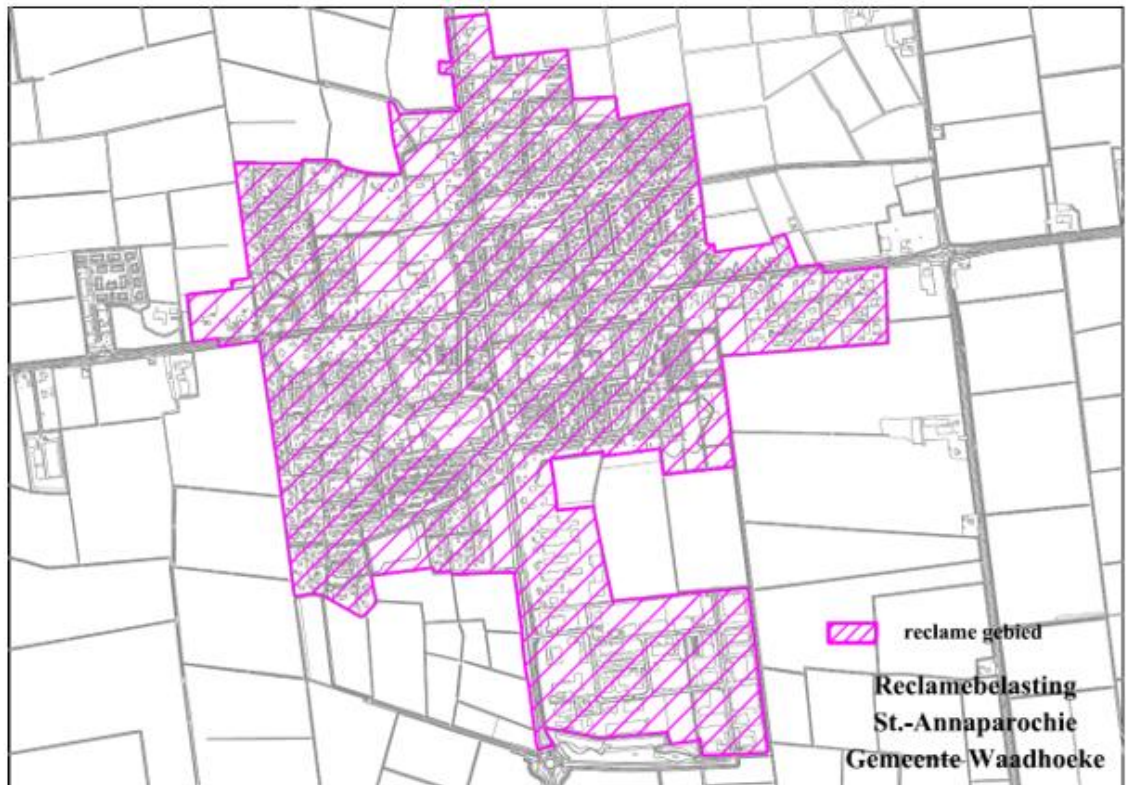 reclame gebied
Reclamebelasting
St.-Annaparochie
Gemeente Waadhoeke